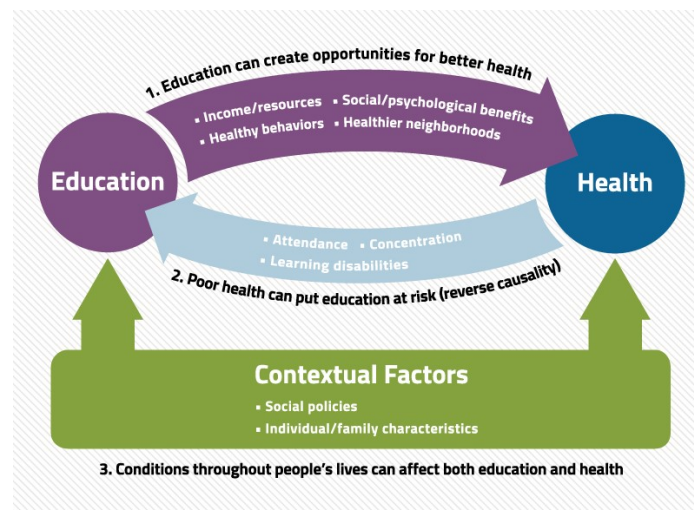 1. Education can create opportunities for better health
▪ Income/resources ▪ Social/psychological benefits
▪ Healthy behaviors ▪ Healthier neighborhoods
Education
Health
▪ Attendance ▪ Concentration
▪ Learning disabilities
2. Poor health can put education at risk (reverse causality)
Contextual Factors
▪ Social policies
▪ Individual/family characteristics
3. Conditions throughout people's lives can affect both education and health